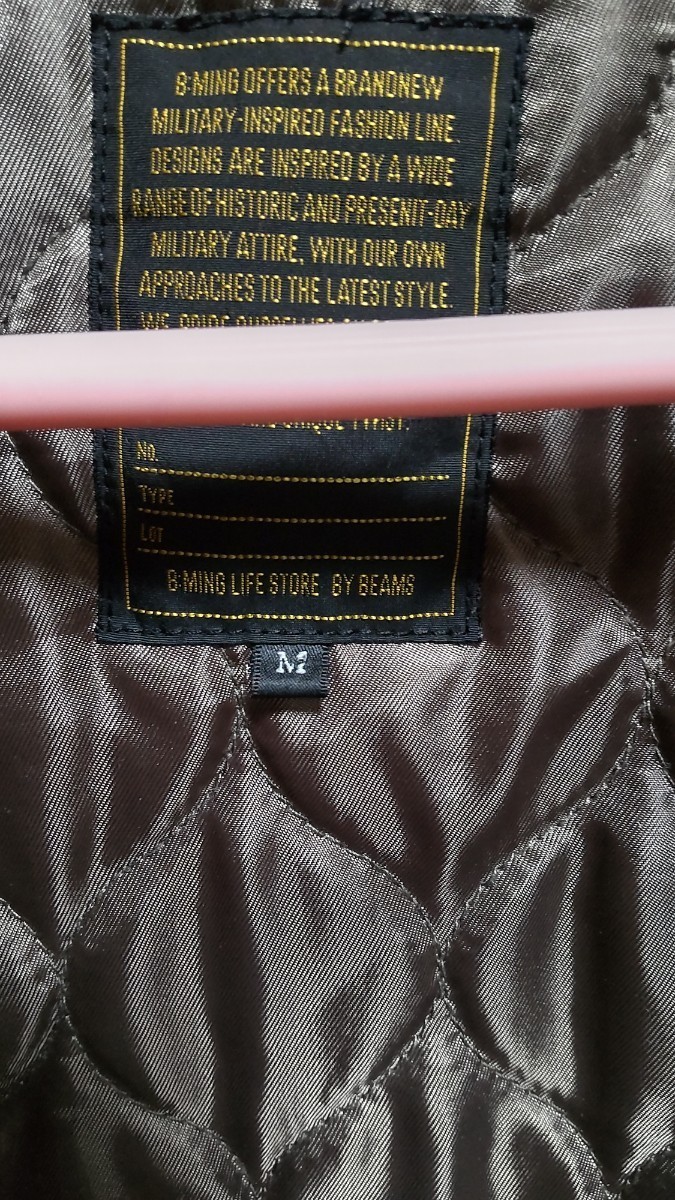 B:MING OFFERS A BRANDNEW
MILITARY-INSPIRED FASHION LINE.
DESIGNS ARE INSPIRED BY A WIDE
RANGE OF HISTORIC AND PRESENT-DAY
MILITARY ATTIRE, WITH OUR OWN
APPROACHES TO THE LATEST STYLE.
WE PRIDE
UNIQUE TWIST.
NO.
TYPE
LOT
B:MING LIFE STORE BY BEAMS
M